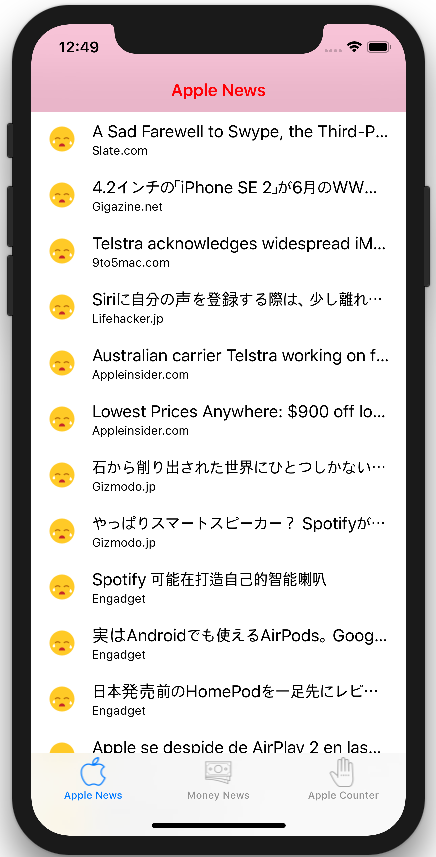 12:49
Apple News
A Sad Farewell to Swype, the Third-P...
Slate.com
4.2インチの「iPhone SE 2」が6月のWW...
Gigazine.net
Telstra acknowledges widespread iM...
9to5mac.com
Siriに自分の声を登録する際は、少し離れ...
Lifehacker.jp
Australian carrier Telstra working on f...
Appleinsider.com
Lowest Prices Anywhere: $900 off lo...
Appleinsider.com
石から削り出された世界にひとつしかない...
Gizmodo.jp
やっぱりスマートスピーカー？ Spotifyが...
Gizmodo.jp
Spotify 可能在打造自己的智能喇叭
Engadget
実はAndroidでも使えるAirPods。Goog...
Engadget
日本発売前のHomePodを一足先にレビ...
Engadget
Apple se despide de AirPlay 2 en las...
Apple News
Money News
Apple Counter